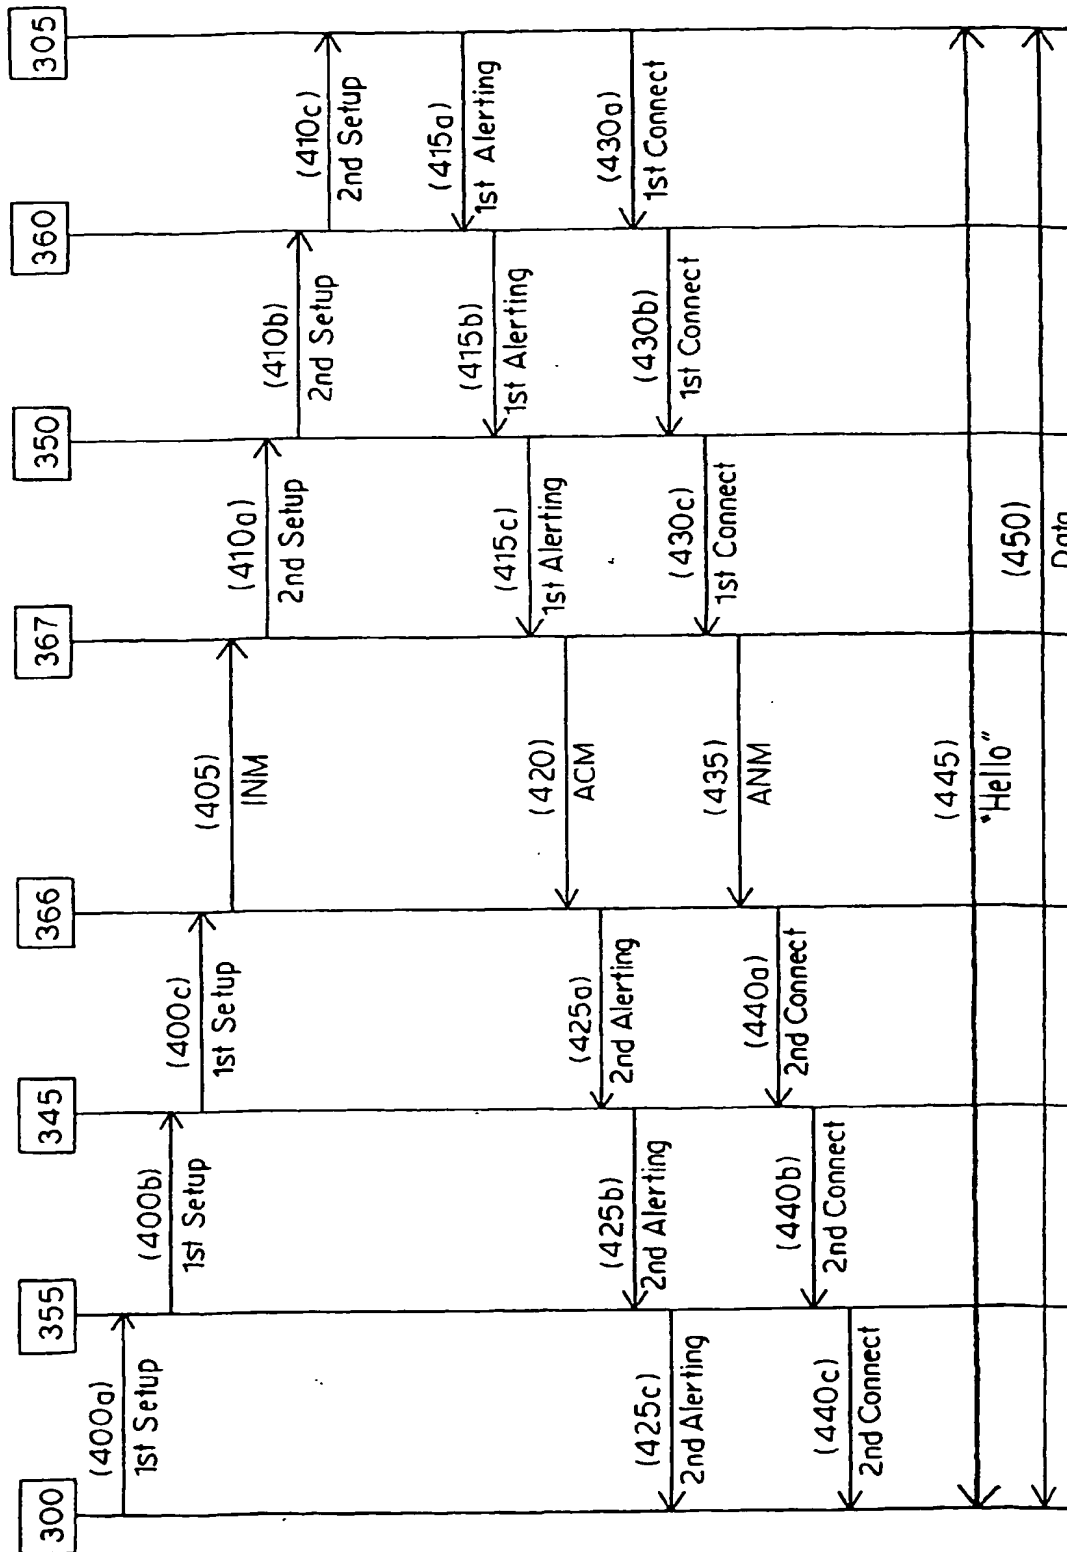 300
355
345
366
367
350
360
305
(400a)
1st Setup
(400b)
1st Setup
(400c)
1st Setup
(405)
INM
(410a)
2nd Setup
(410b)
2nd Setup
(410c)
2nd Setup
(415a)
1st Alerting
(415b)
1st Alerting
(415c)
1st Alerting
(420)
ACM
(425a)
2nd Alerting
(425b)
2nd Alerting
(425c)
2nd Alerting
(430a)
1st Connect
(430b)
1st Connect
(430c)
1st Connect
(435)
ANM
(440a)
2nd Connect
(440b)
2nd Connect
(440c)
2nd Connect
(445)
"Hello"
(450)
Data